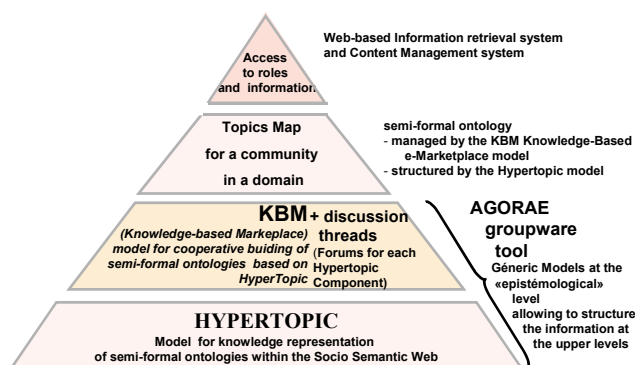 Access
to roles
and information
Web-based Information retrieval system
and Content Management system
Topics Map
for a community
in a domain
semi-formal ontology
- managed by the KBM Knowledge-Based
e-Marketplace model
- structured by the Hypertopic model
KBM + discussion
threads
(Knowledge-based Markeplace)
model for cooperative buiding of
semi-formal ontologies based on
HyperTopic
(Forums for each
Hypertopic
Component)
AGORAE
groupware
tool
Géneric Models at the
«epistémological»
level
allowing to structure
the information at
the upper levels
HYPERTOPIC
Model for knowledge representation
of semi-formal ontologies within the Socio Semantic Web